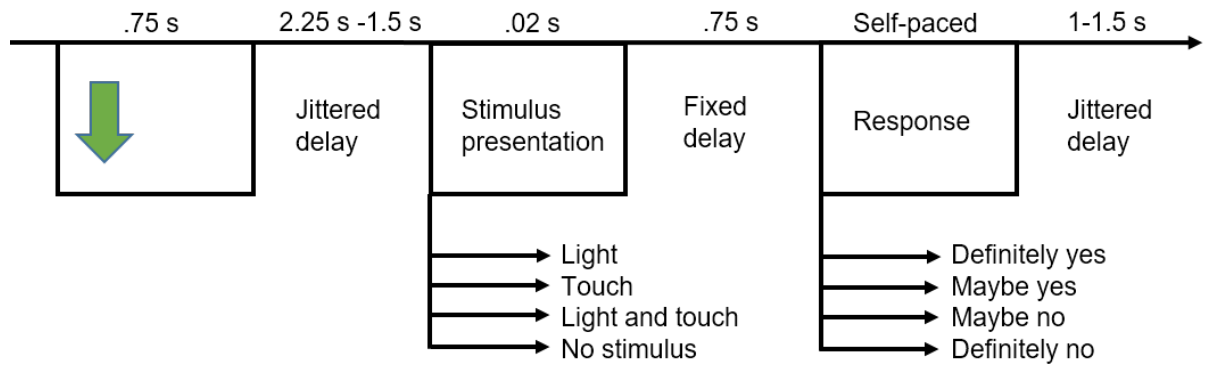 .75 s
2.25 s -1.5 s
.02 s
.75 s
Self-paced
1-1.5 s
Jittered
delay
Stimulus
presentation
Fixed
delay
Response
Jittered
delay
Light
Touch
Light and touch
No stimulus
Definitely yes
Maybe yes
Maybe no
Definitely no